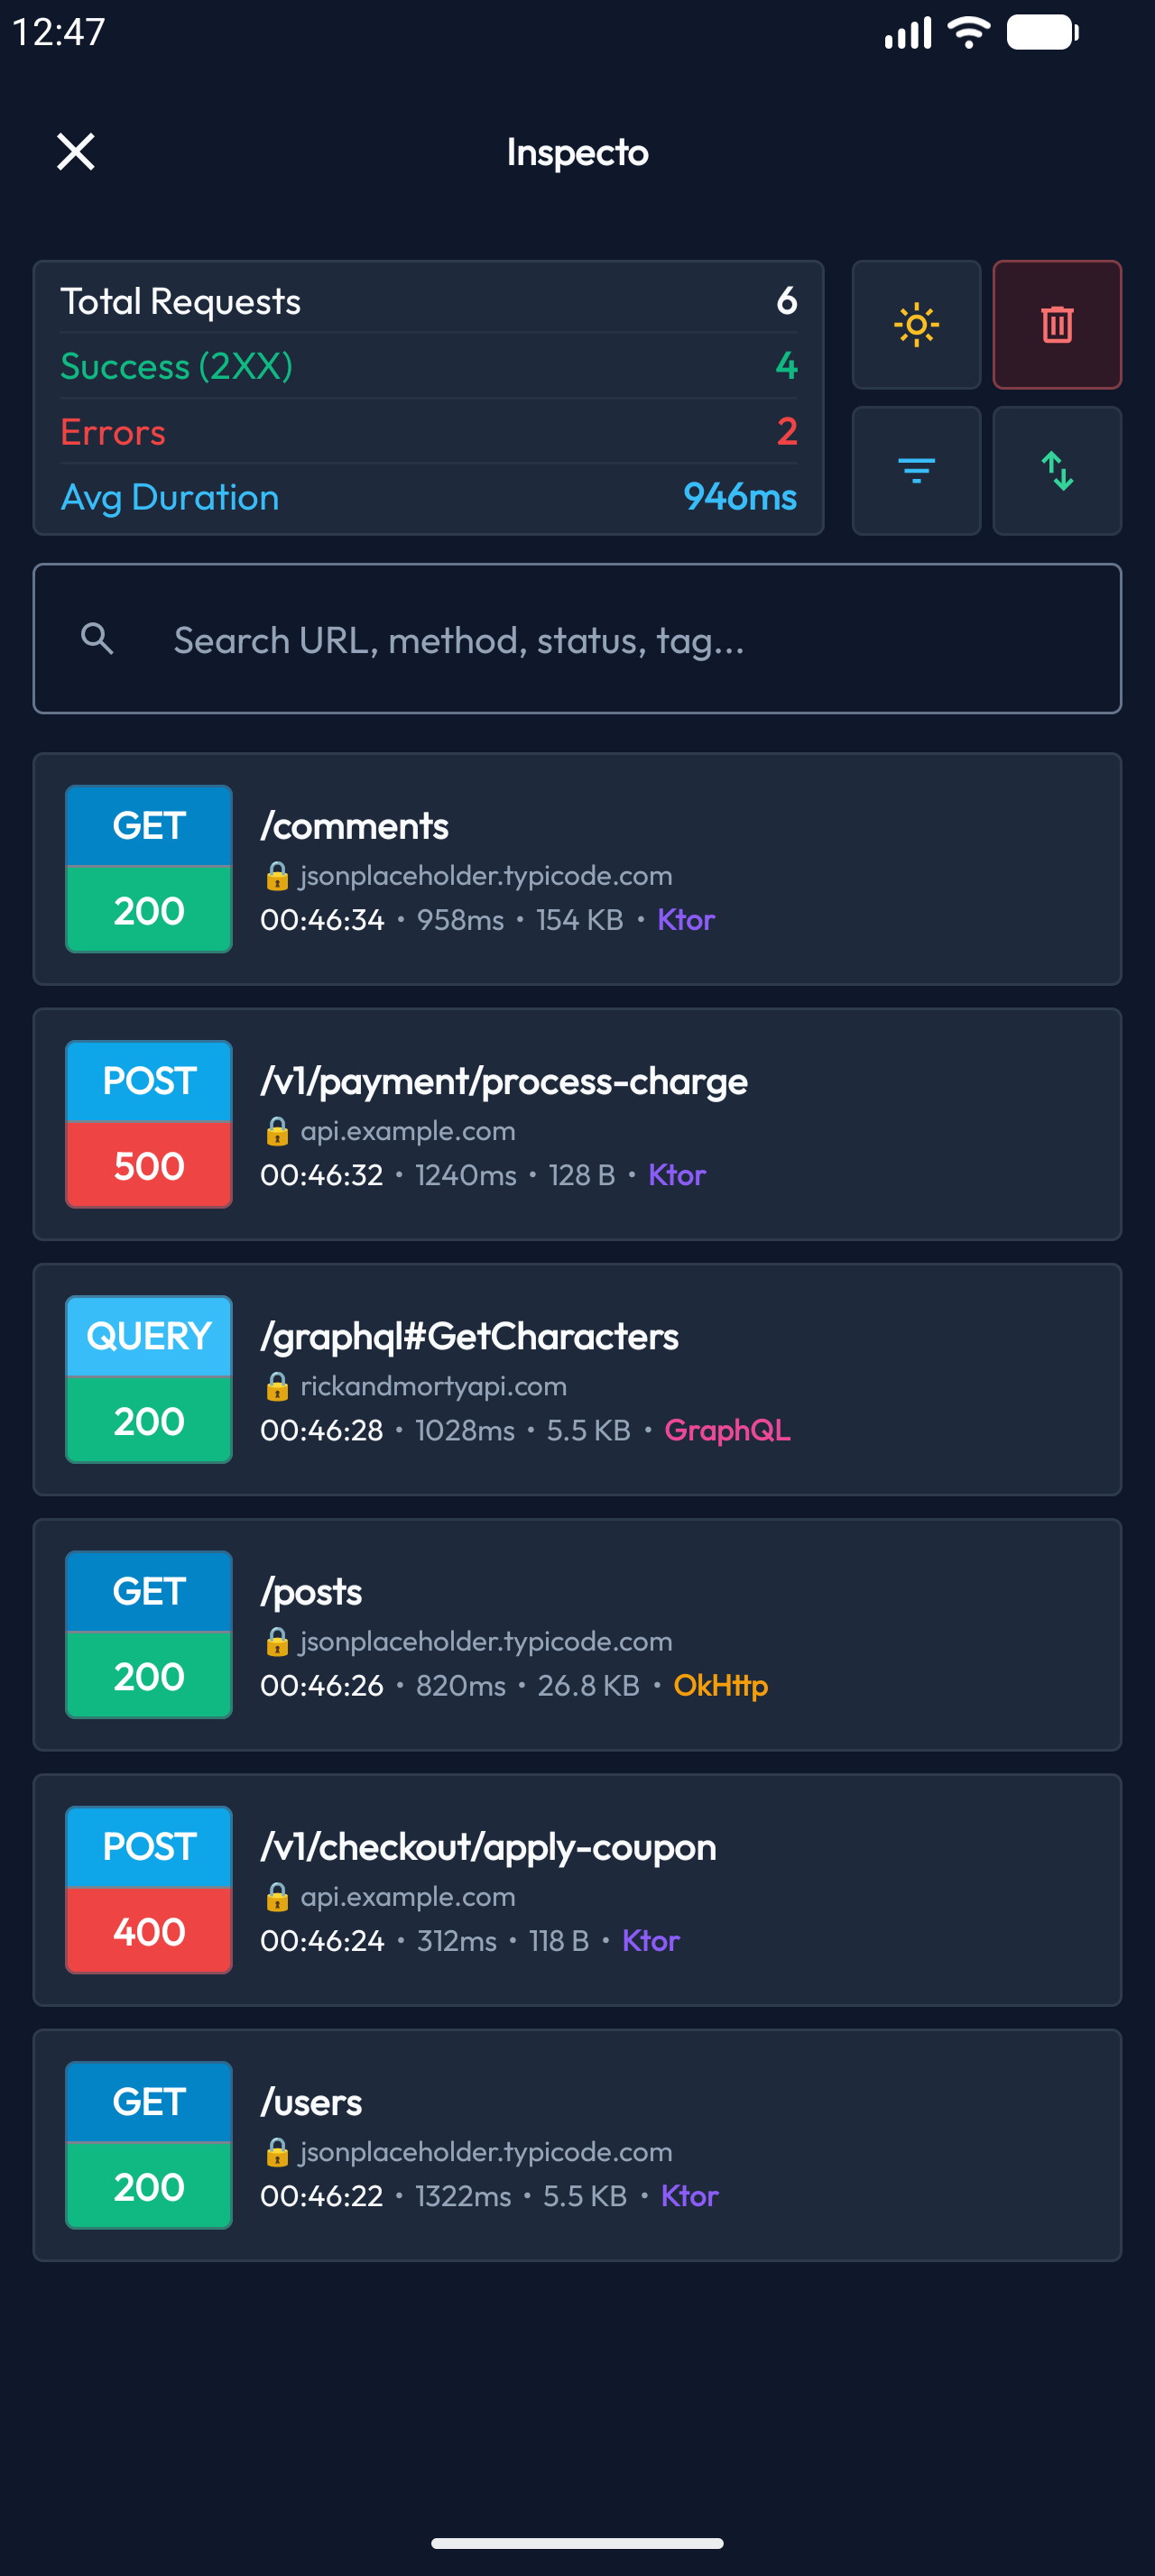 12:47
Inspecto
Total Requests 6
Success (2XX) 4
Errors 2
Avg Duration 946ms
Search URL, method, status, tag...
GET
200
/comments
🔒 jsonplaceholder.typicode.com
00:46:34 • 958ms • 154 KB • Ktor
POST
500
/v1/payment/process-charge
🔒 api.example.com
00:46:32 • 1240ms • 128 B • Ktor
QUERY
200
/graphql#GetCharacters
🔒 rickandmortyapi.com
00:46:28 • 1028ms • 5.5 KB • GraphQL
GET
200
/posts
🔒 jsonplaceholder.typicode.com
00:46:26 • 820ms • 26.8 KB • OkHttp
POST
400
/v1/checkout/apply-coupon
🔒 api.example.com
00:46:24 • 312ms • 118 B • Ktor
GET
200
/users
🔒 jsonplaceholder.typicode.com
00:46:22 • 1322ms • 5.5 KB • Ktor